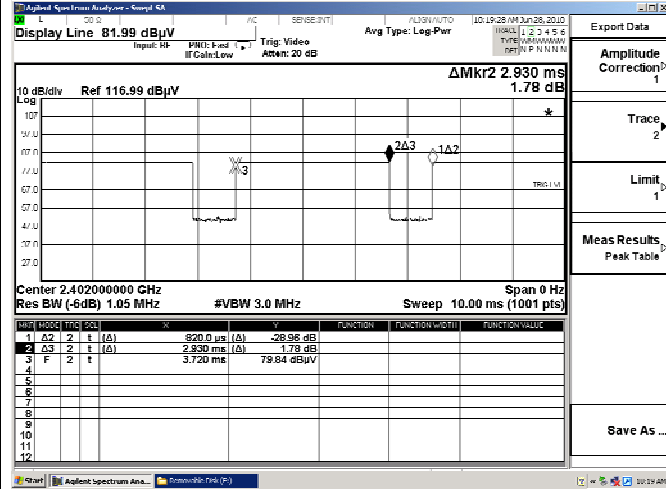 Agilent Spectrum Analyzer - Swept SA
L 50 Ω AC SENSE:INT ALIGNAUTO 10:19:28 AM Jun 28, 2010
Display Line 81.99 dBµV
Avg Type: Log-Pwr
TRACE 1 2 3 4 5 6
TYPE
DET N P N N N N
Input: RF
PNO: Fast
IFGain:Low
Trig: Video
Atten: 20 dB
ΔMkr2 2.930 ms
1.78 dB
10 dB/div
Log
Ref 116.99 dBµV
107
97.0
87.0
77.0
67.0
57.0
47.0
37.0
27.0
3
2Δ3
1Δ2
TRIG LVL
Center 2.402000000 GHz
Span 0 Hz
Res BW (-6dB) 1.05 MHz
#VBW 3.0 MHz
Sweep 10.00 ms (1001 pts)
MKR MODE TRC SCL X Y FUNCTION FUNCTION WIDTH FUNCTION VALUE
1 Δ2 2 t (Δ) 820.0 µs (Δ) -28.96 dB
2 Δ3 2 t (Δ) 2.930 ms (Δ) 1.78 dB
3 F 2 t 3.720 ms 79.84 dBµV
4
5
6
7
8
9
10
11
12
Export Data
Amplitude
Correction
1
Trace
2
Limit
1
Meas Results
Peak Table
Save As ...
Start
Agilent Spectrum Ana...
Removable Disk (E:)
10:19 AM